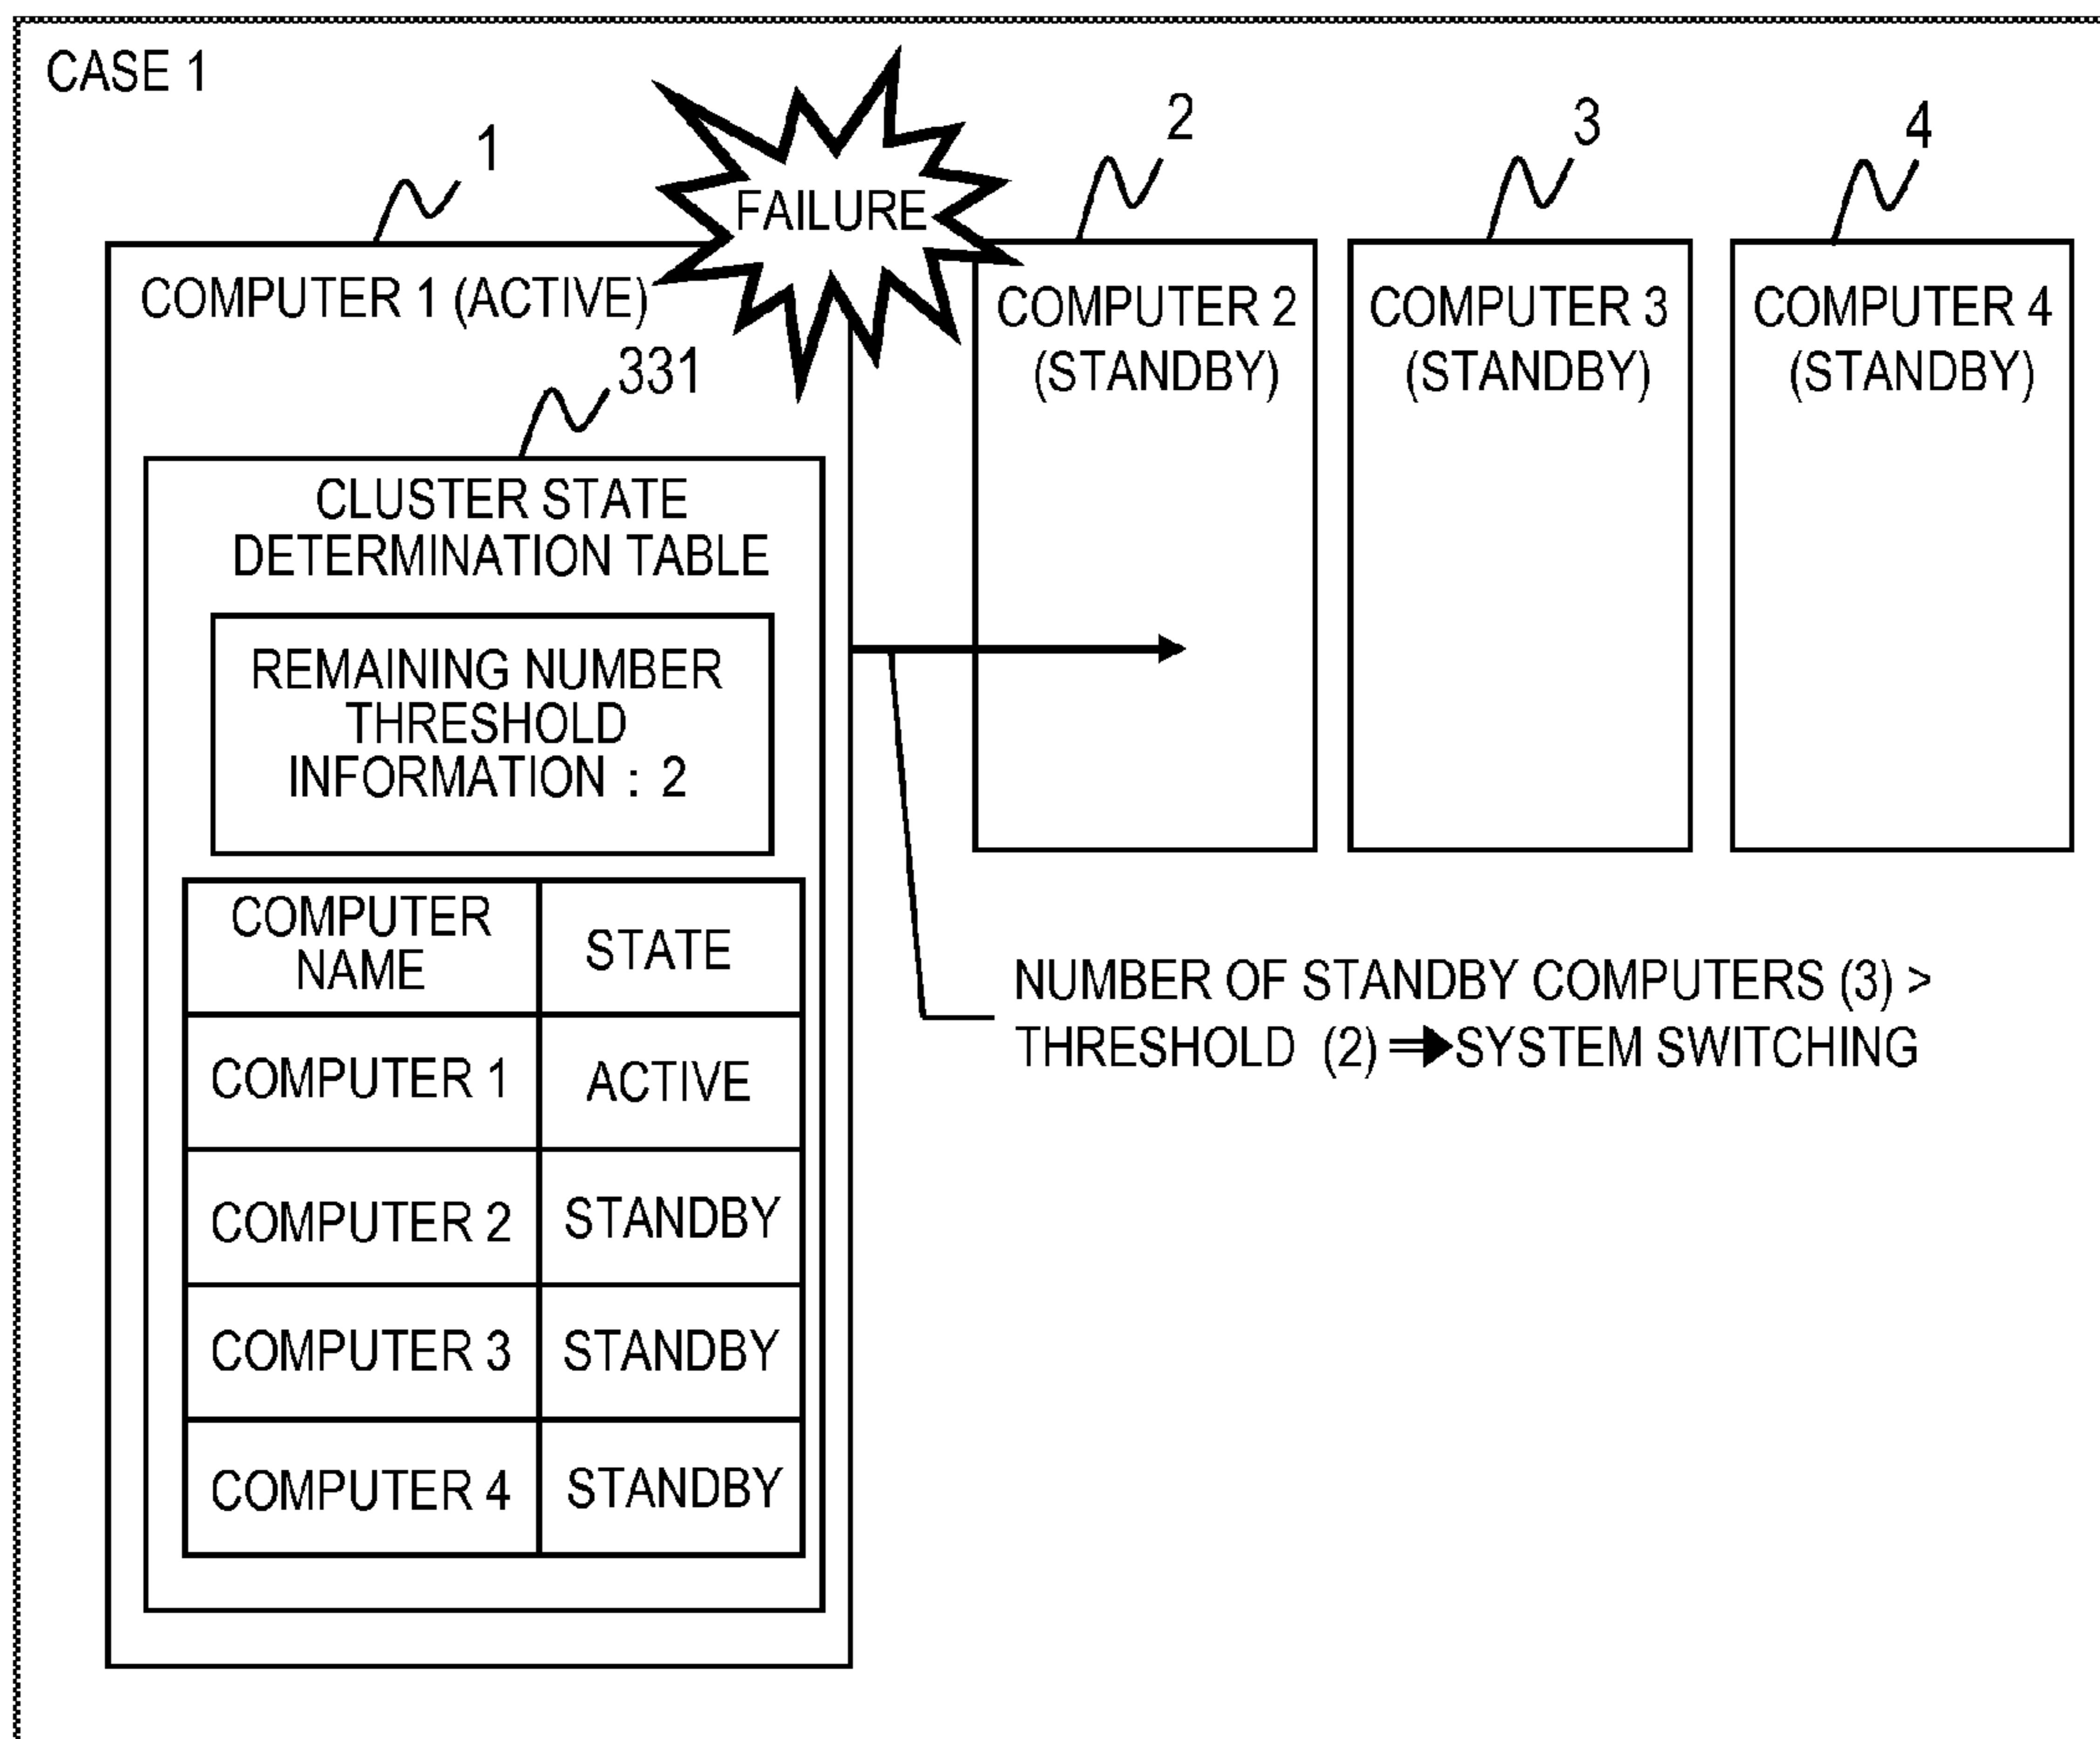 CASE 1
1
FAILURE
2
3
4
COMPUTER 1 (ACTIVE)
331
CLUSTER STATE
DETERMINATION TABLE
REMAINING NUMBER
THRESHOLD
INFORMATION : 2
COMPUTER
NAME
STATE
COMPUTER 1
ACTIVE
COMPUTER 2
STANDBY
COMPUTER 3
STANDBY
COMPUTER 4
STANDBY
COMPUTER 2
(STANDBY)
COMPUTER 3
(STANDBY)
COMPUTER 4
(STANDBY)
NUMBER OF STANDBY COMPUTERS (3) >
THRESHOLD (2) ⇒SYSTEM SWITCHING